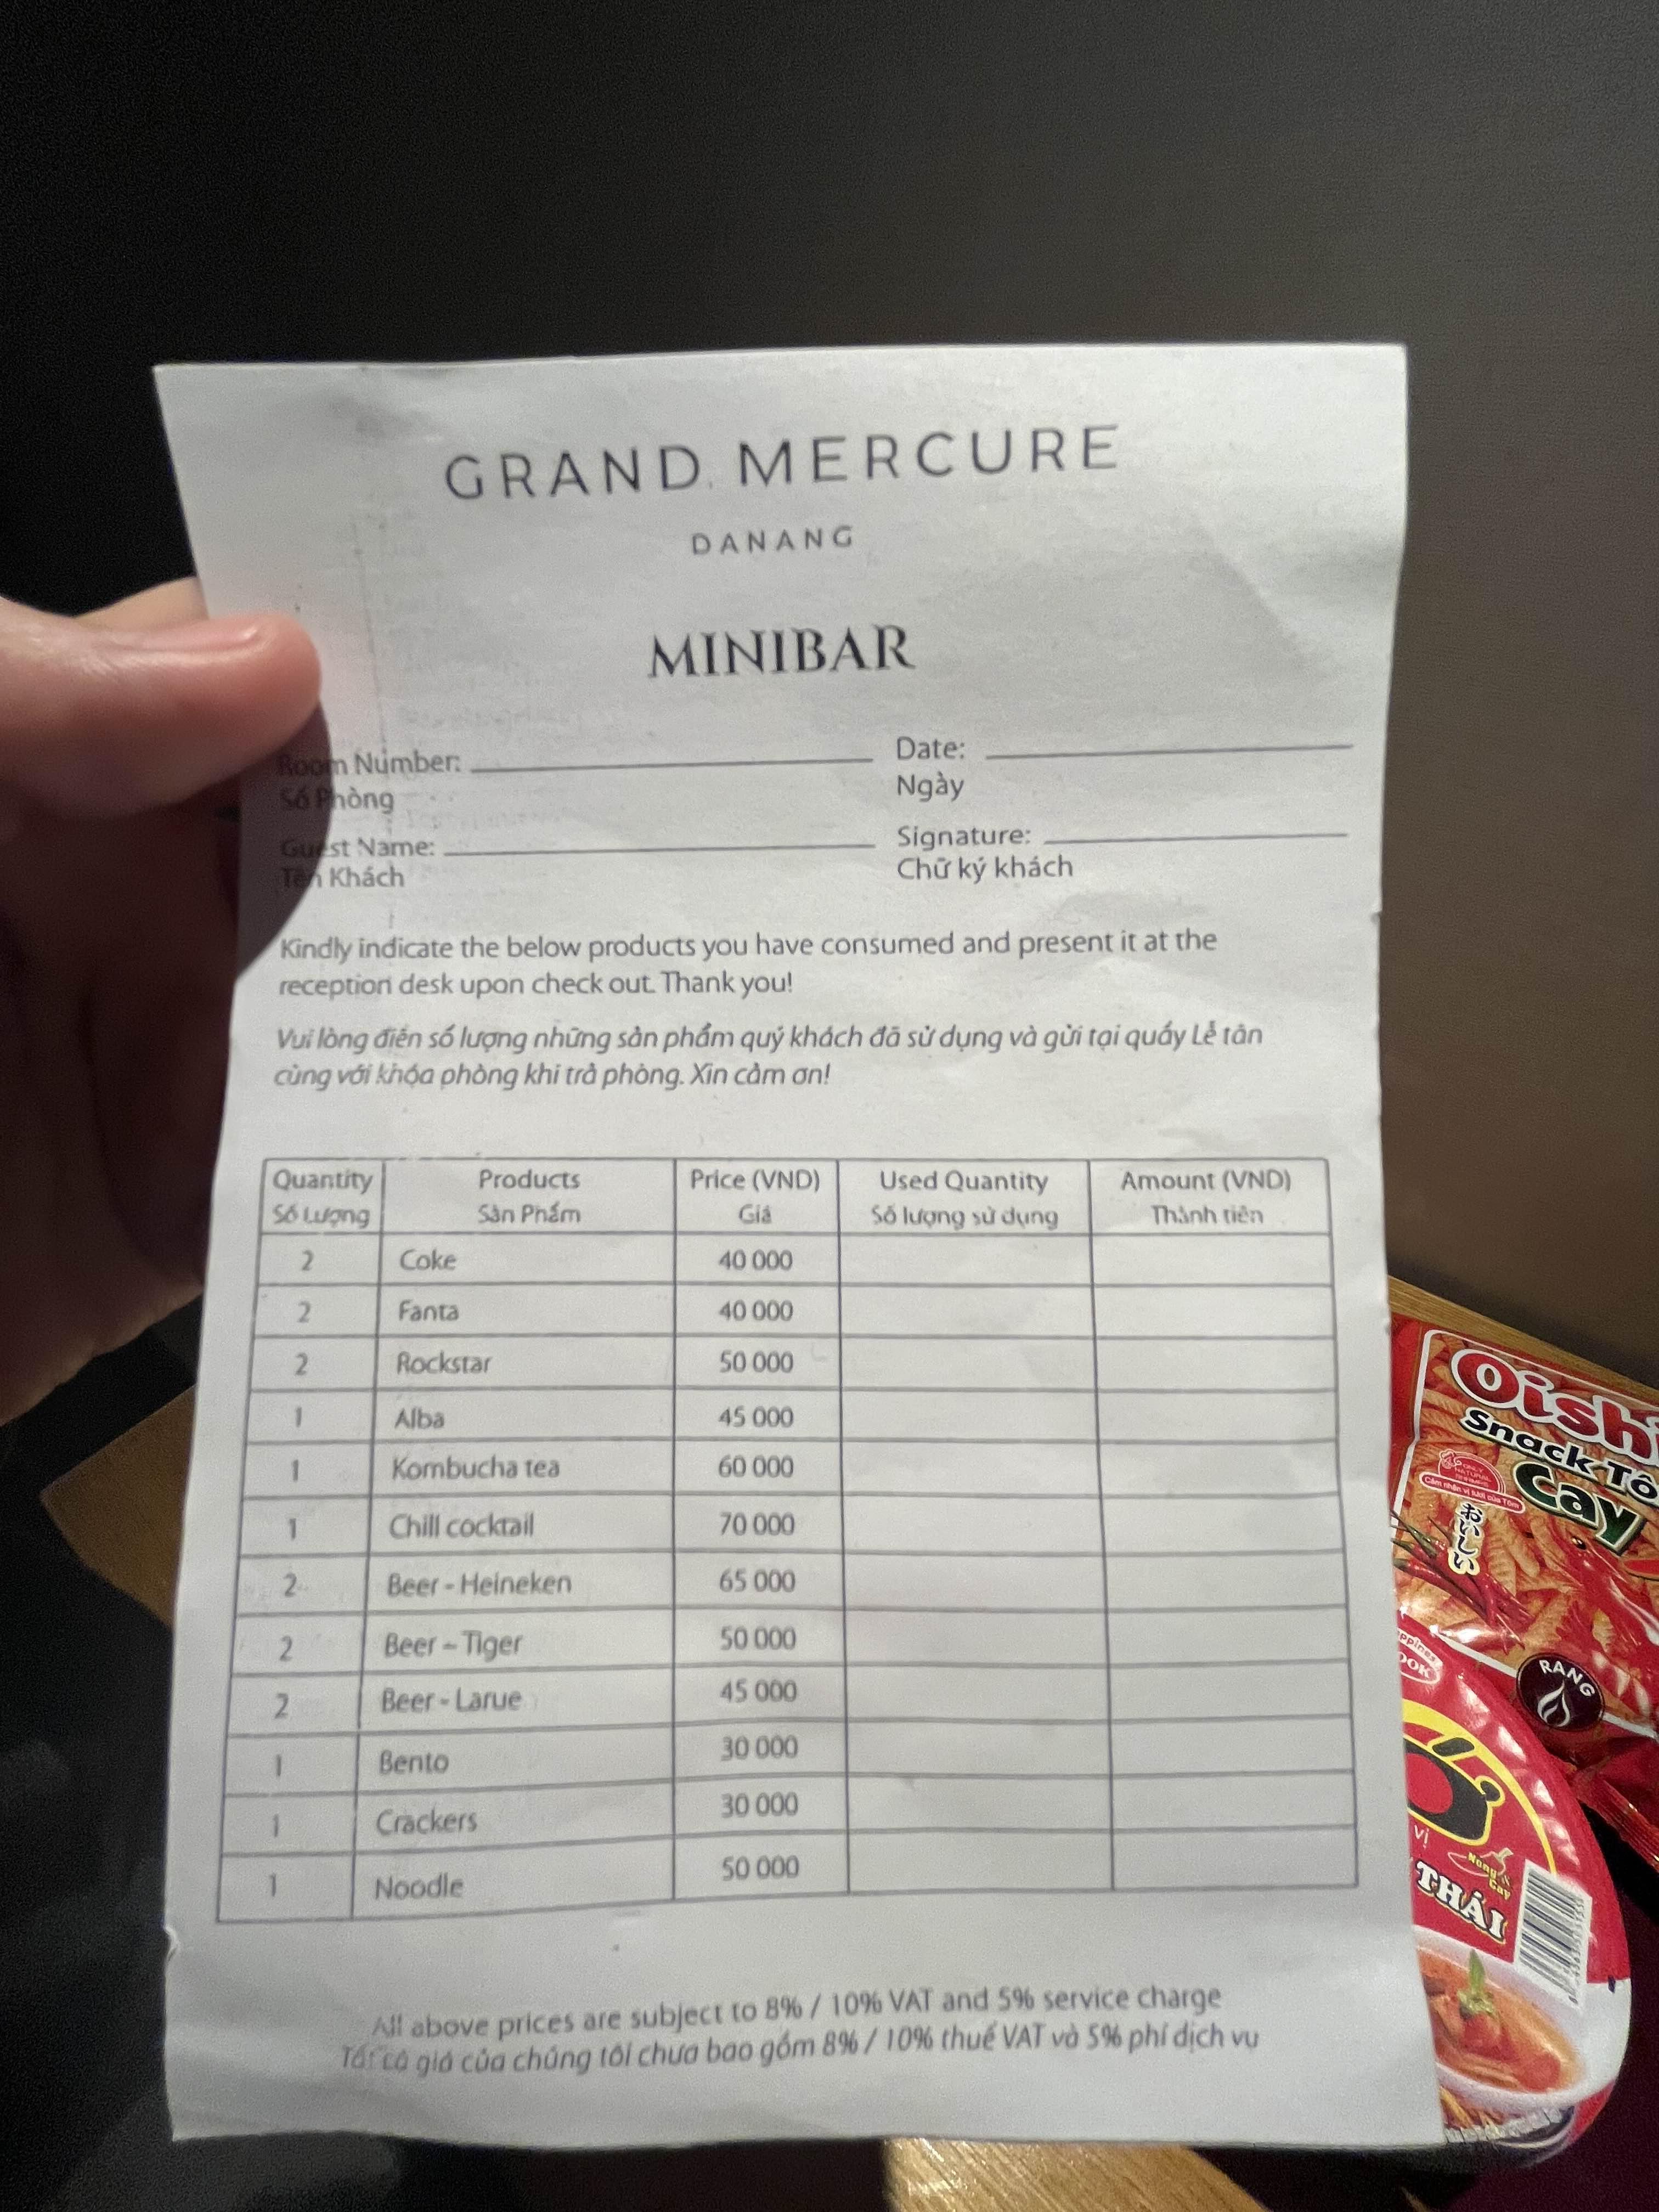 GRAND MERCURE
DANANG
MINIBAR
Room Number: Date:
Số Phòng Ngày
Guest Name: Signature:
Tên Khách Chữ ký khách
Kindly indicate the below products you have consumed and present it at the
reception desk upon check out. Thank you!
Vui lòng điền số lượng những sản phẩm quý khách đã sử dụng và gửi tại quầy Lễ tân
cùng với khóa phòng khi trả phòng. Xin cảm ơn!
Quantity Products Price (VND) Used Quantity Amount (VND)
Số Lượng Sản Phẩm Giá Số lượng sử dụng Thành tiền
2 Coke 40 000
2 Fanta 40 000
2 Rockstar 50 000
1 Alba 45 000
1 Kombucha tea 60 000
1 Chill cocktail 70 000
2 Beer - Heineken 65 000
2 Beer – Tiger 50 000
2 Beer - Larue 45 000
1 Bento 30 000
1 Crackers 30 000
1 Noodle 50 000
All above prices are subject to 8% / 10% VAT and 5% service charge
Tất cả giá của chúng tôi chưa bao gồm 8% / 10% thuế VAT và 5% phí dịch vụ
Oishi
Snack Tô
Cay
おいしい
RANG
vị
THÁI